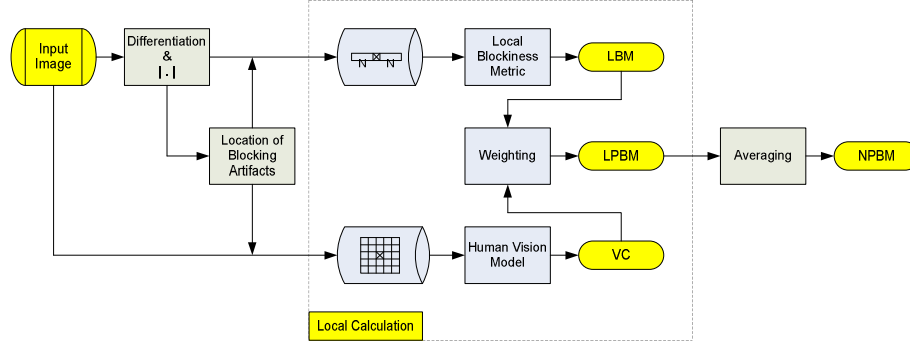 Input
Image
Differentiation
&
|.|
Location of
Blocking
Artifacts
N N
Local
Blockiness
Metric
LBM
Weighting
LPBM
Averaging
NPBM
Human Vision
Model
VC
Local Calculation